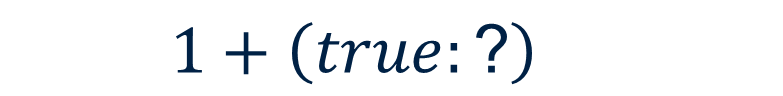 1 + (true: ?)